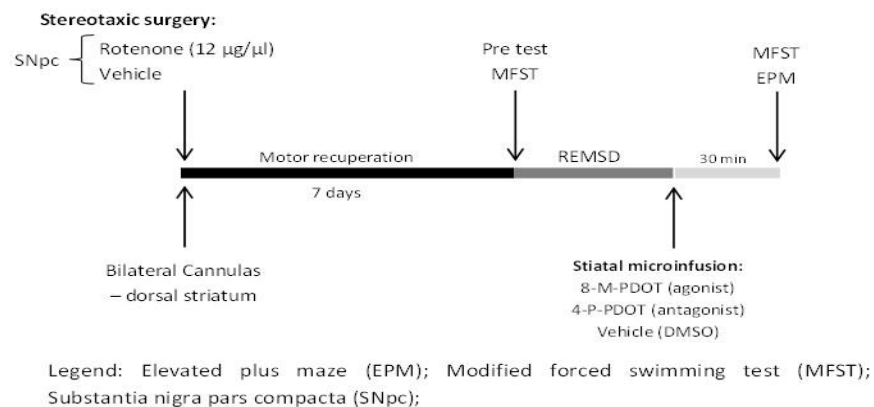 Stereotaxic surgery:
SNpc
Rotenone (12 µg/µl)
Vehicle
Pre test
MFST
MFST
EPM
Motor recuperation
REMSD
30 min
7 days
Bilateral Cannulas
– dorsal striatum
Stiatal microinfusion:
8-M-PDOT (agonist)
4-P-PDOT (antagonist)
Vehicle (DMSO)
Legend: Elevated plus maze (EPM); Modified forced swimming test (MFST);
Substantia nigra pars compacta (SNpc);